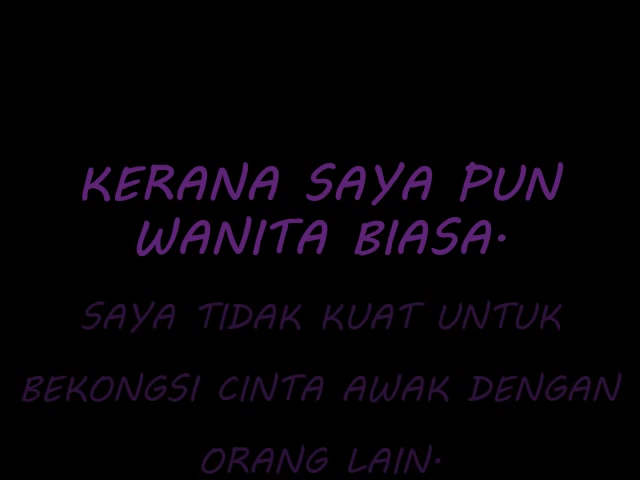 KERANA SAYA PUN
WANITA BIASA.
SAYA TIDAK KUAT UNTUK
BEKONGSI CINTA AWAK DENGAN
ORANG LAIN.